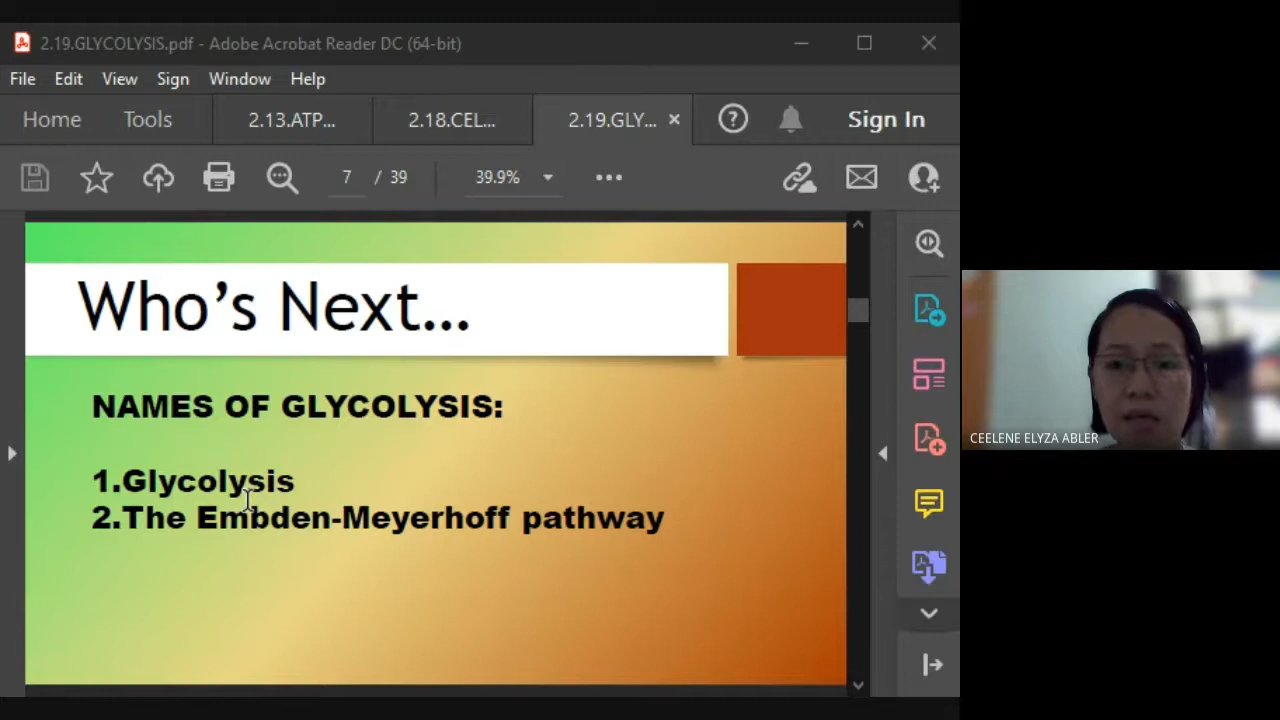 2.19.GLYCOLYSIS.pdf - Adobe Acrobat Reader DC (64-bit)
File Edit View Sign Window Help
Home Tools 2.13.ATP... 2.18.CEL... 2.19.GLY... Sign In
7 / 39 39.9%
Who's Next...
NAMES OF GLYCOLYSIS:
1.Glycolysis
2.The Embden-Meyerhoff pathway
CEELENE ELYZA ABLER